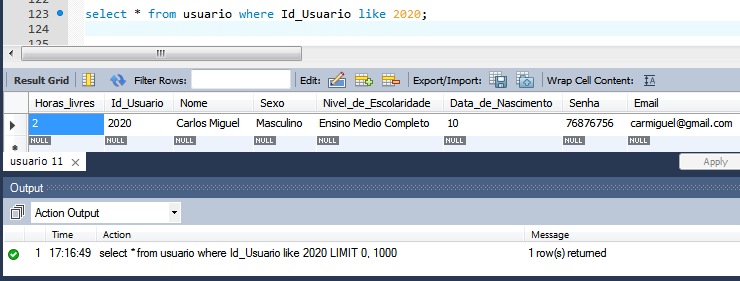 122
123 select * from usuario where Id_Usuario like 2020;
124
125
Result Grid Filter Rows: Edit: Export/Import: Wrap Cell Content:
Horas_livres Id_Usuario Nome Sexo Nivel_de_Escolaridade Data_de_Nascimento Senha Email
2 2020 Carlos Miguel Masculino Ensino Medio Completo 10 76876756 carmiguel@gmail.com
NULL NULL NULL NULL NULL NULL NULL NULL
usuario 11 Apply
Output
Action Output
Time Action Message
1 17:16:49 select * from usuario where Id_Usuario like 2020 LIMIT 0, 1000 1 row(s) returned